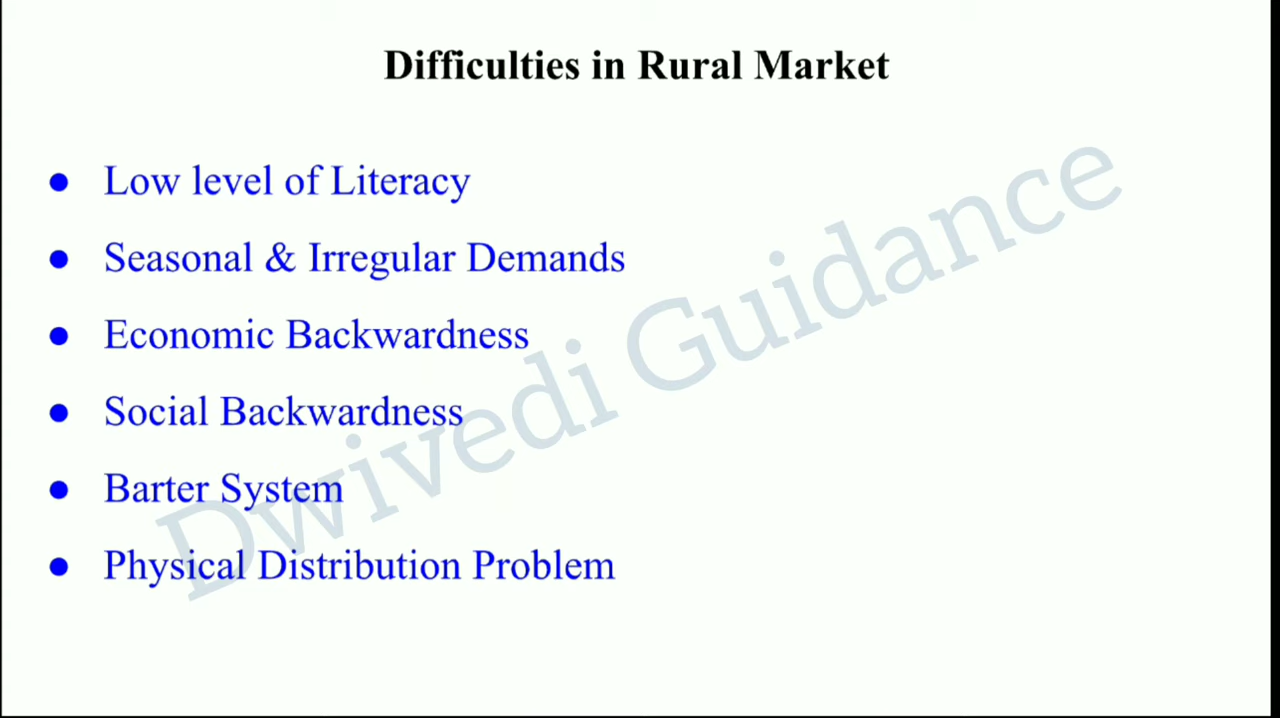 Difficulties in Rural Market
● Low level of Literacy
● Seasonal & Irregular Demands
● Economic Backwardness
● Social Backwardness
● Barter System
● Physical Distribution Problem
Dwivedi Guidance